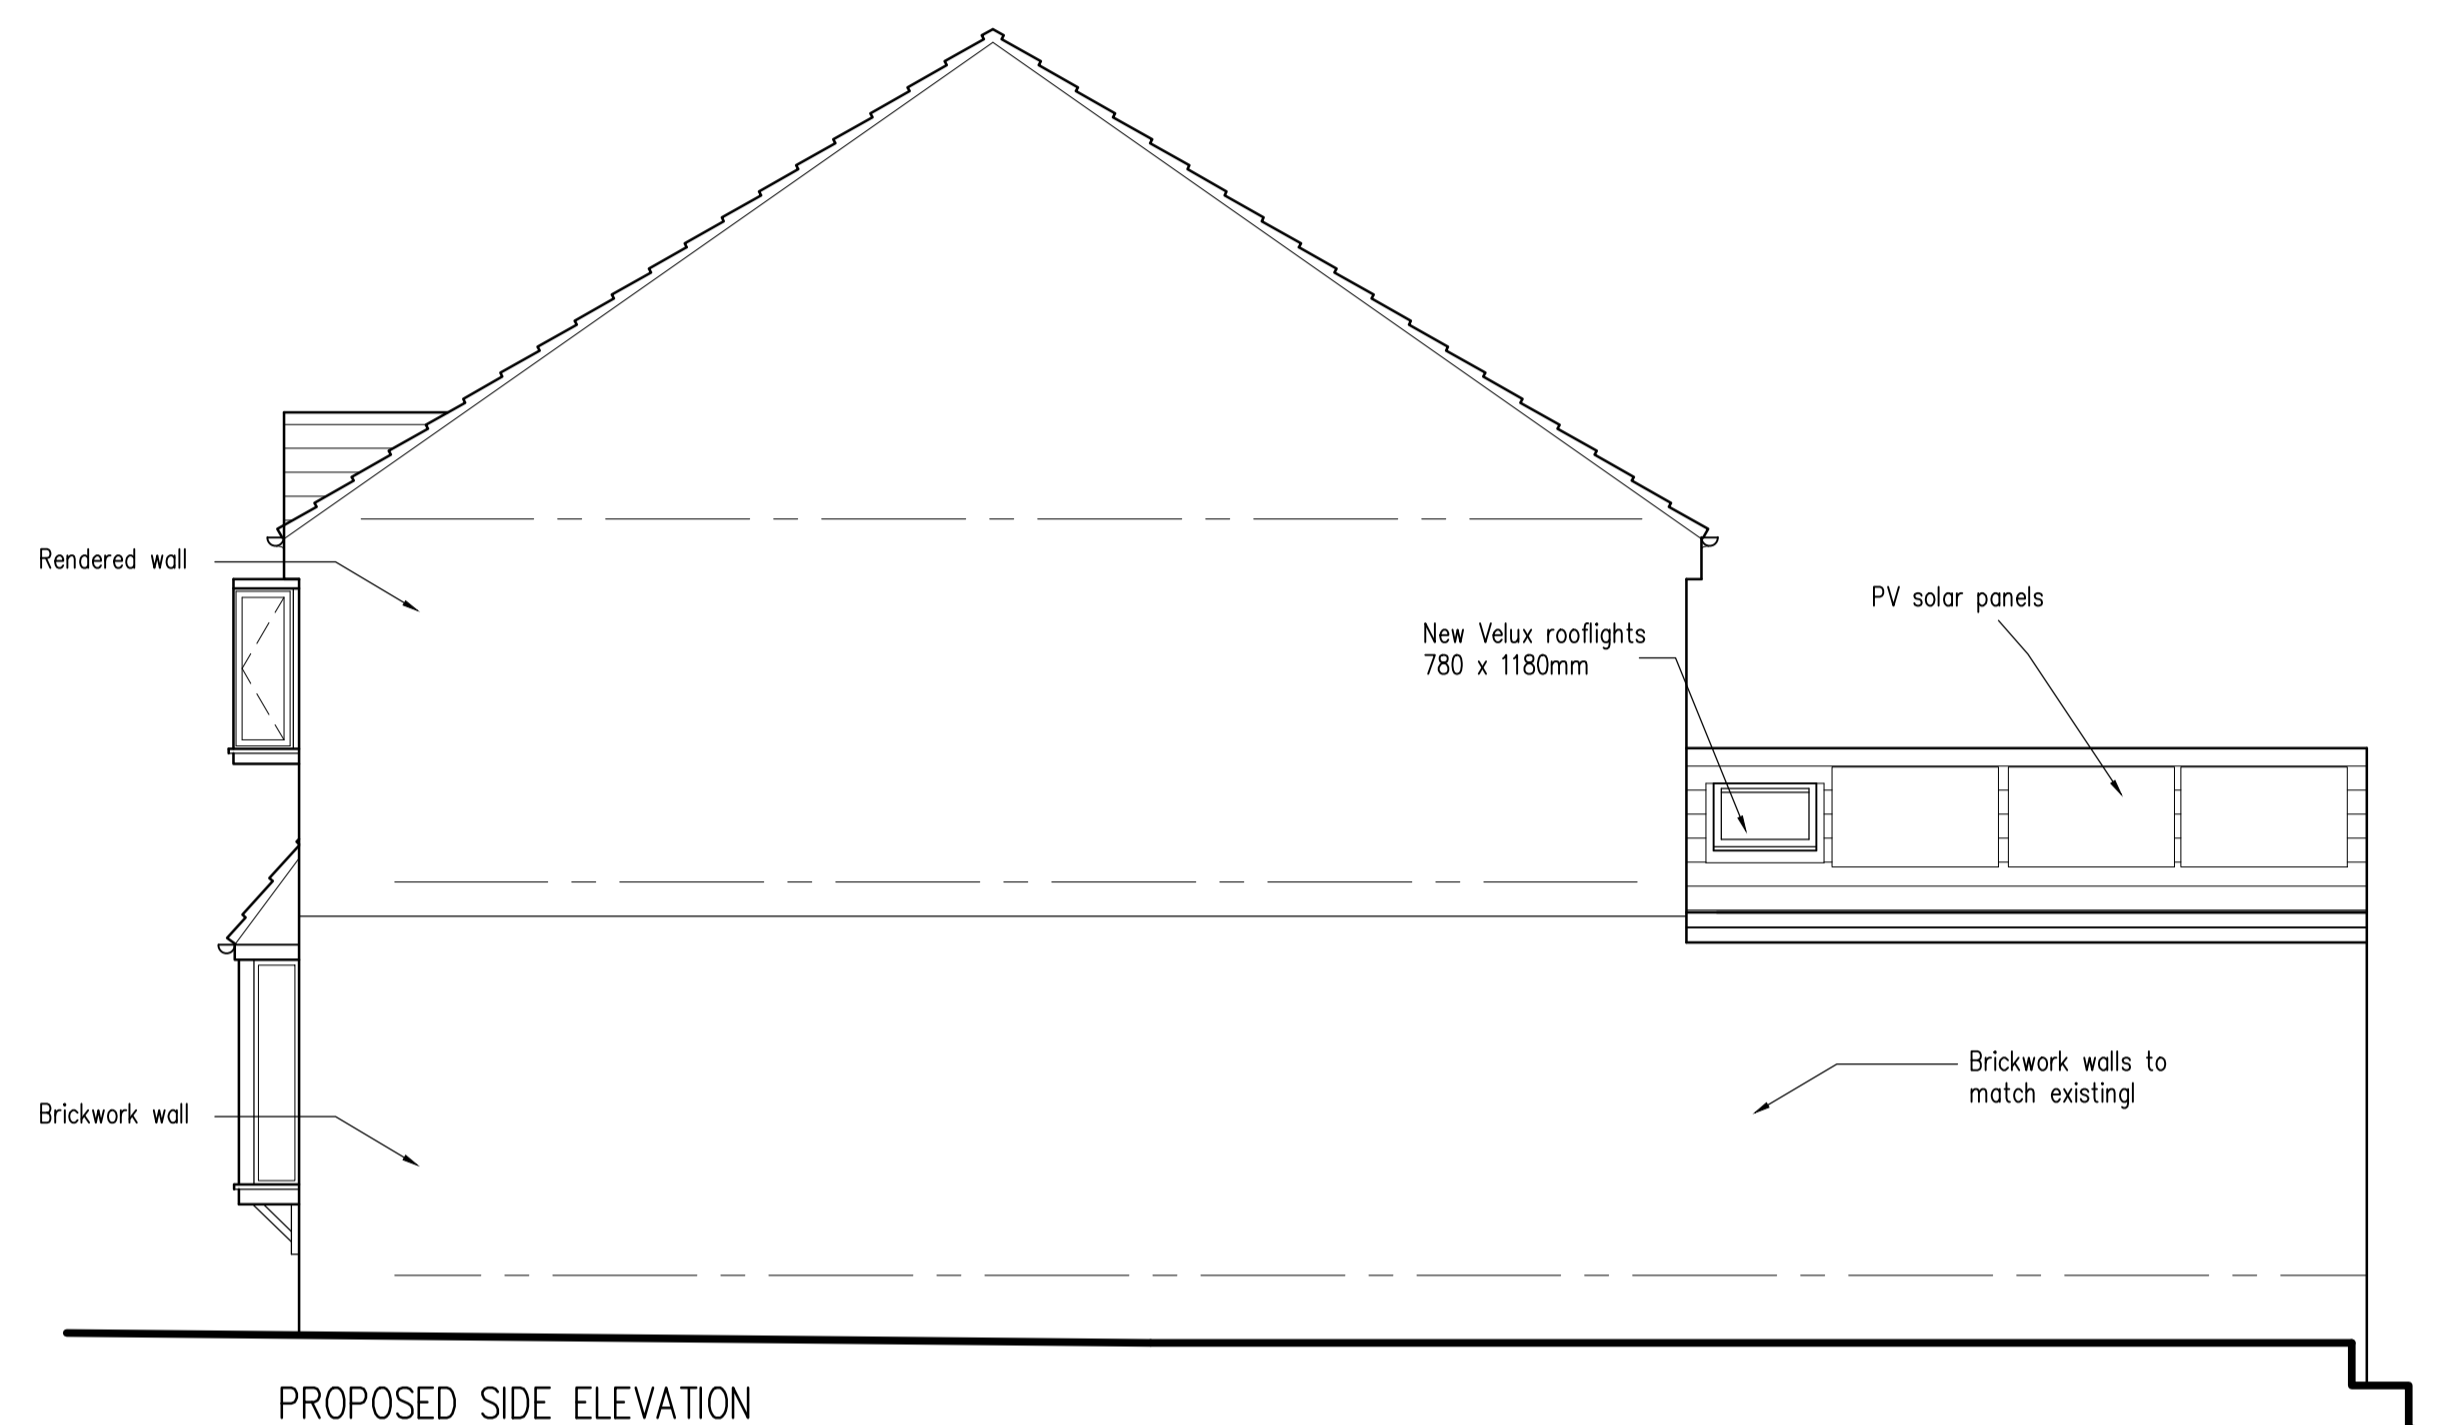 Rendered wall
PV solar panels
New Velux rooflights
780 x 1180mm
Brickwork walls to
match existingl
Brickwork wall
PROPOSED SIDE ELEVATION